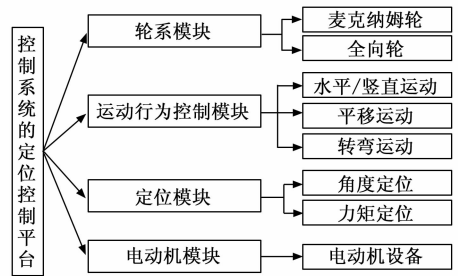 控制系统的定位控制平台
轮系模块
麦克纳姆轮
全向轮
运动行为控制模块
水平/竖直运动
平移运动
转弯运动
定位模块
角度定位
力矩定位
电动机模块
电动机设备